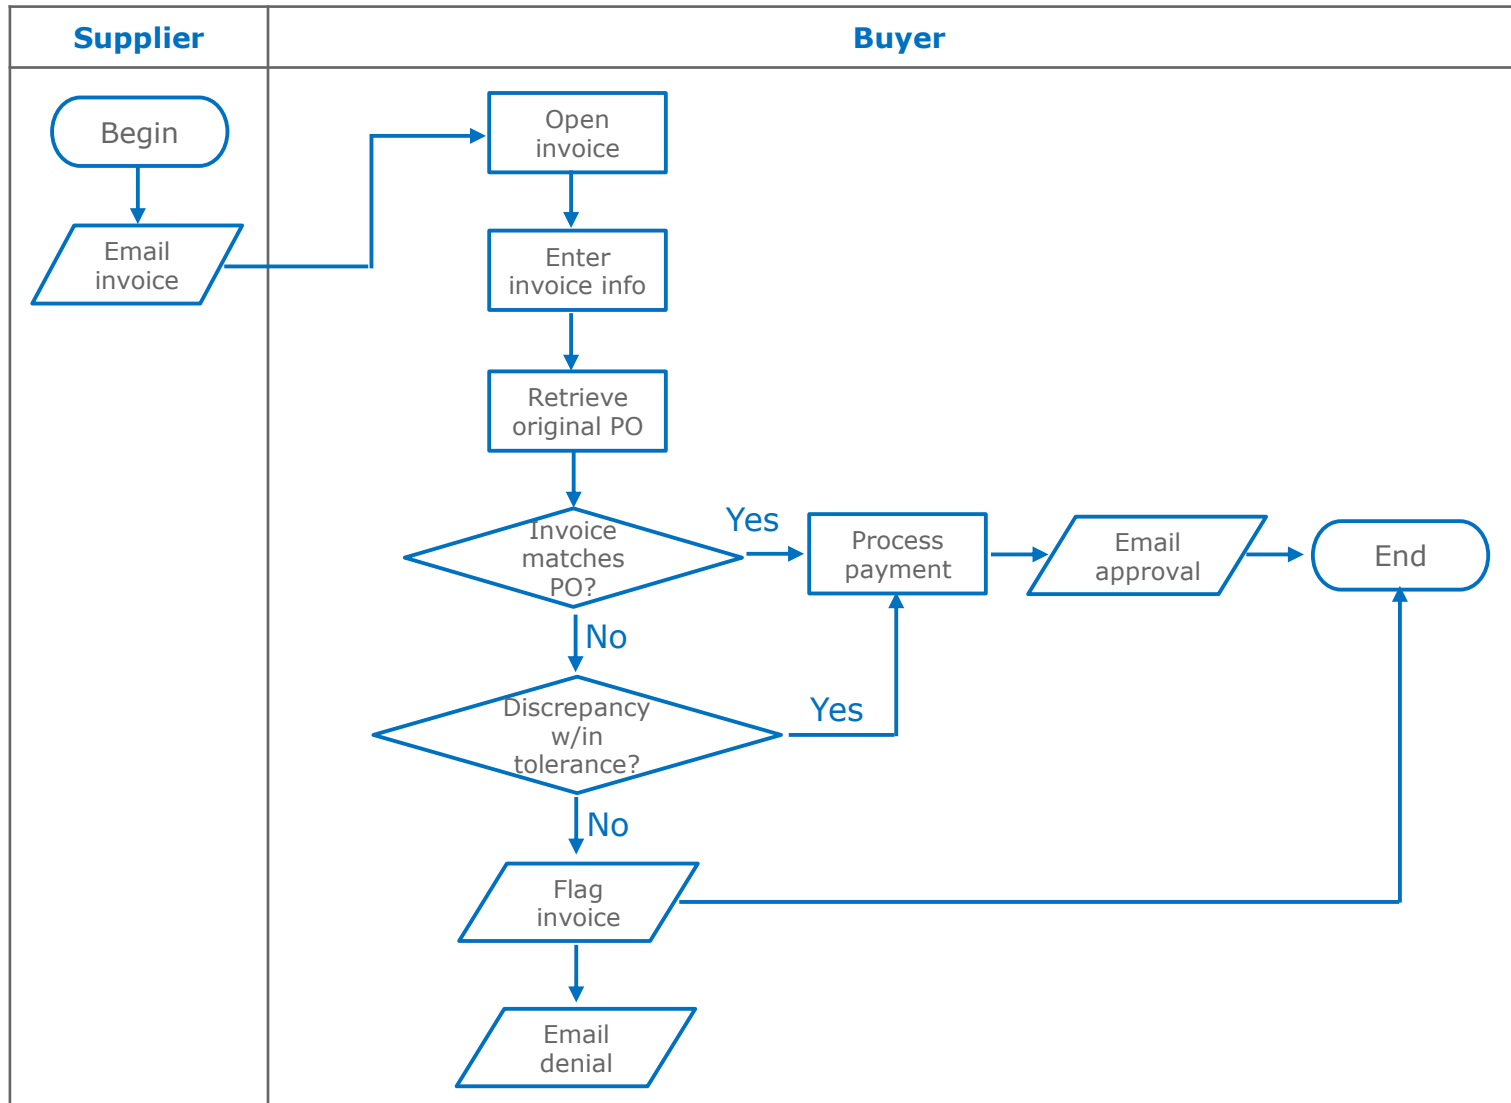 Supplier
Buyer
Begin
Email
invoice
Open
invoice
Enter
invoice info
Retrieve
original PO
Invoice
matches
PO?
Yes
Process
payment
Email
approval
End
No
Discrepancy
w/in
tolerance?
Yes
No
Flag
invoice
Email
denial